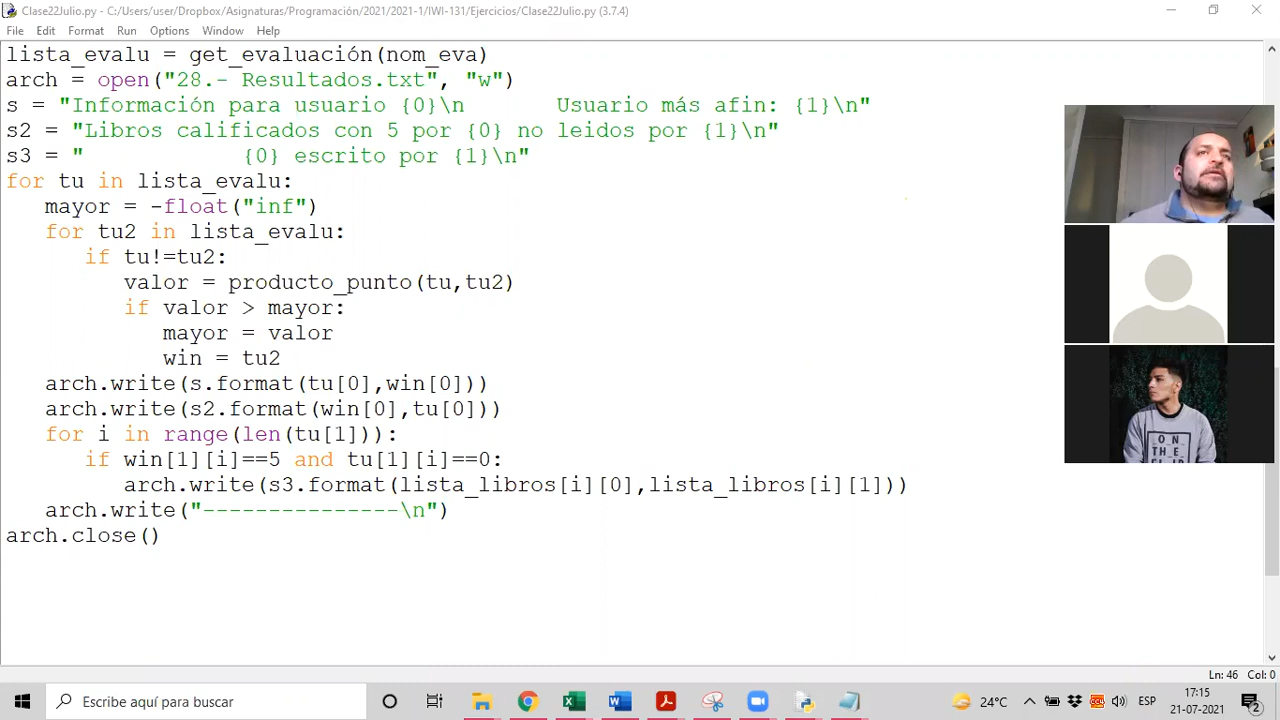 Clase22Julio.py - C:/Users/user/Dropbox/Asignaturas/Programación/2021/2021-1/IWI-131/Ejercicios/Clase22Julio.py (3.7.4)
File Edit Format Run Options Window Help
lista_evalu = get_evaluación(nom_eva)
arch = open("28.- Resultados.txt", "w")
s = "Información para usuario {0}\n       Usuario más afin: {1}\n"
s2 = "Libros calificados con 5 por {0} no leidos por {1}\n"
s3 = "            {0} escrito por {1}\n"
for tu in lista_evalu:
   mayor = -float("inf")
   for tu2 in lista_evalu:
      if tu!=tu2:
         valor = producto_punto(tu,tu2)
         if valor > mayor:
            mayor = valor
            win = tu2
   arch.write(s.format(tu[0],win[0]))
   arch.write(s2.format(win[0],tu[0]))
   for i in range(len(tu[1])):
      if win[1][i]==5 and tu[1][i]==0:
         arch.write(s3.format(lista_libros[i][0],lista_libros[i][1]))
   arch.write("---------------\n")
arch.close()
ON
THE
Ln: 46 Col: 0
Escribe aquí para buscar
24°C
ESP
17:15
21-07-2021
2